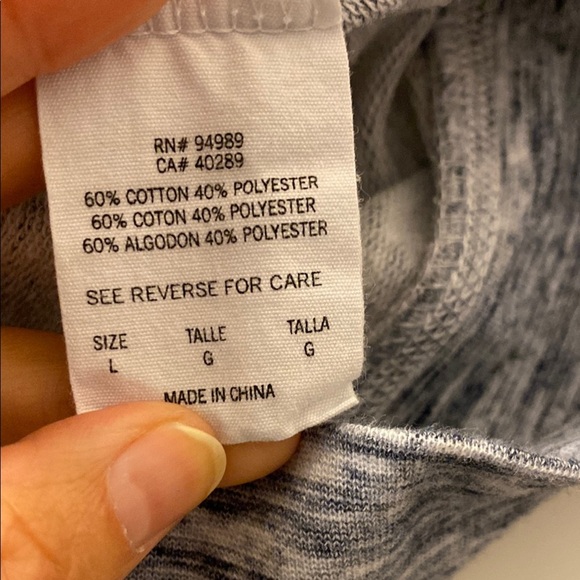 RN# 94989
CA# 40289
60% COTTON 40% POLYESTER
60% COTON 40% POLYESTER
60% ALGODON 40% POLYESTER
SEE REVERSE FOR CARE
SIZE TALLE TALLA
L G G
MADE IN CHINA